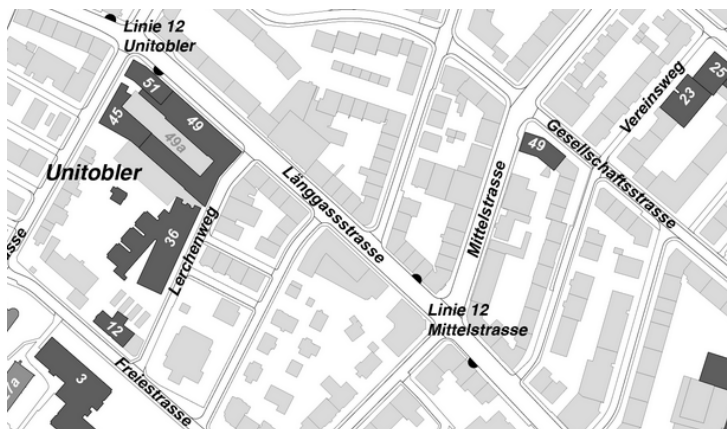 Linie 12
Unitobler
51
45
49
49a
Unitobler
36
Lerchenweg
12
Freiestrasse
3
Länggassstrasse
Linie 12
Mittelstrasse
Mittelstrasse
49
Gesellschaftsstrasse
Vereinsweg
23
25